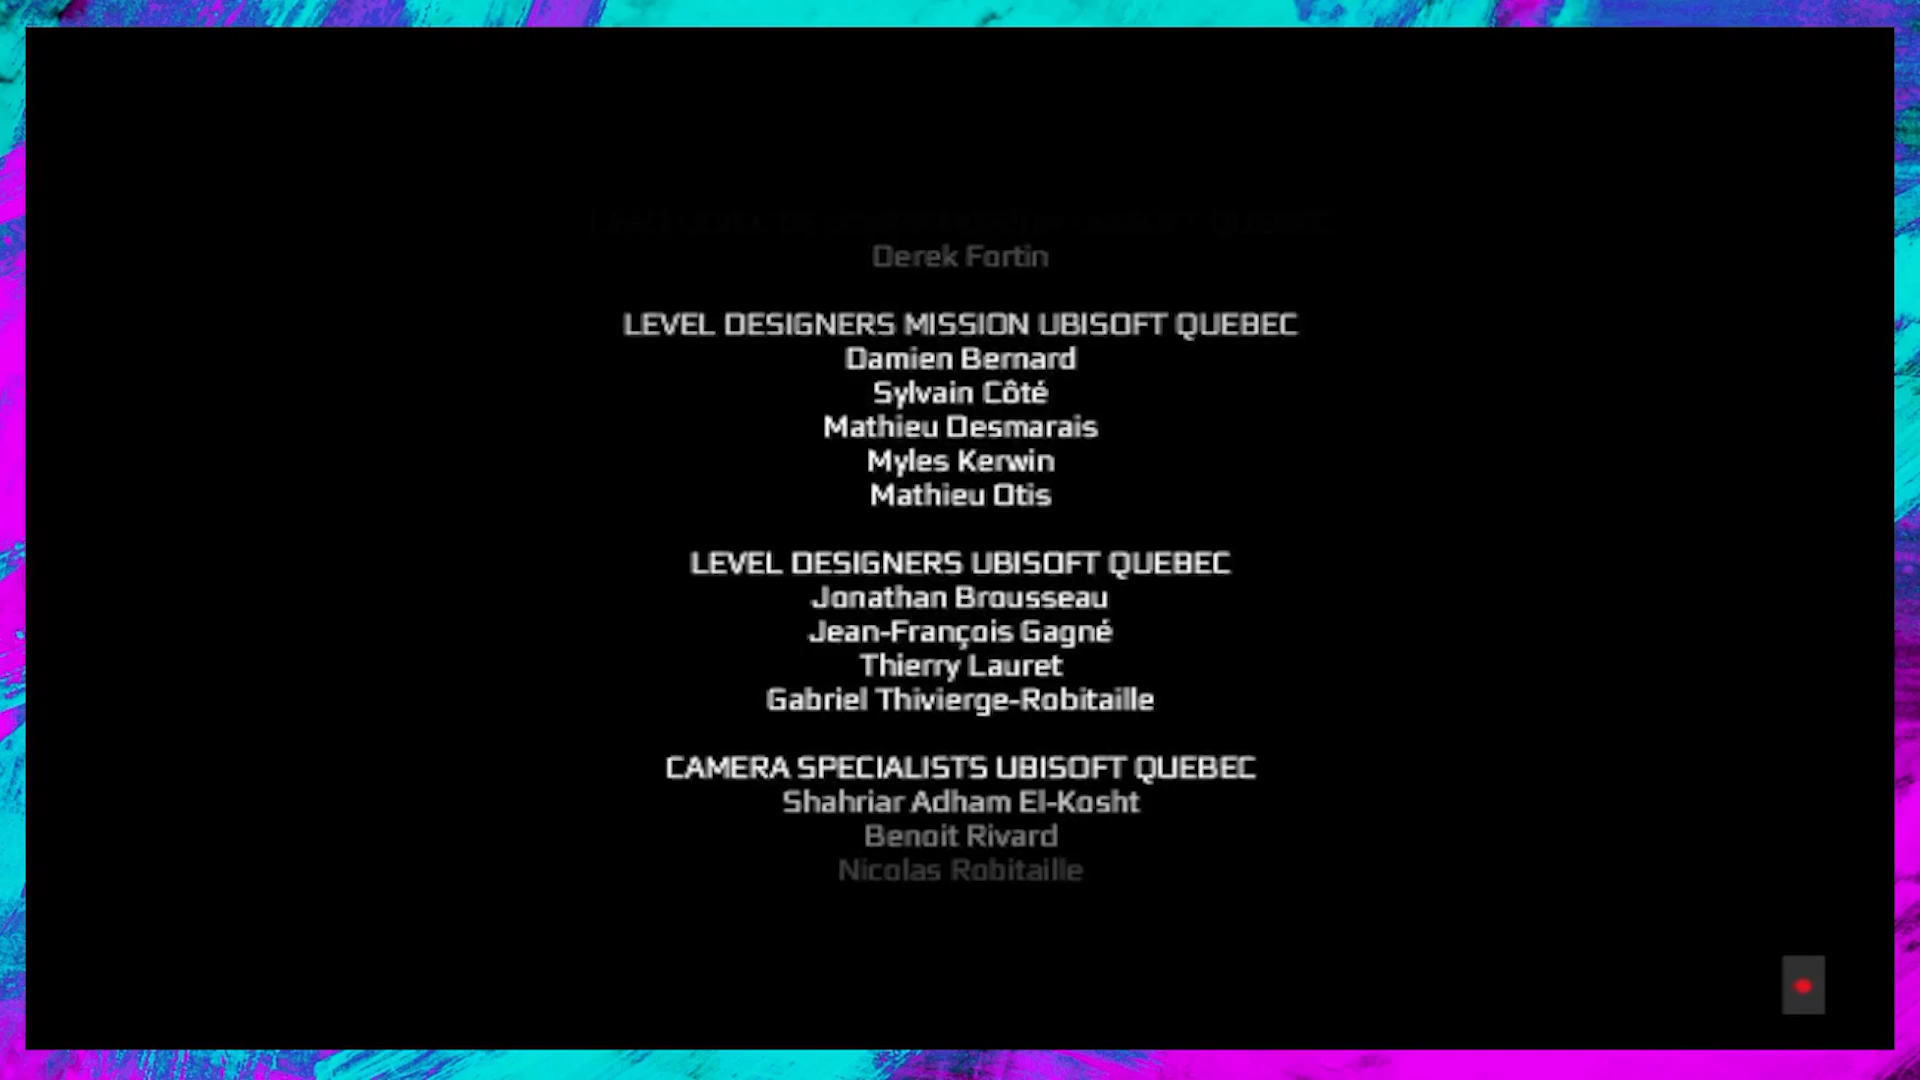 Derek Fortin
LEVEL DESIGNERS MISSION UBISOFT QUEBEC
Damien Bernard
Sylvain Côté
Mathieu Desmarais
Myles Kerwin
Mathieu Otis
LEVEL DESIGNERS UBISOFT QUEBEC
Jonathan Brousseau
Jean-François Gagné
Thierry Lauret
Gabriel Thivierge-Robitaille
CAMERA SPECIALISTS UBISOFT QUEBEC
Shahriar Adham El-Kosht
Benoit Rivard
Nicolas Robitaille